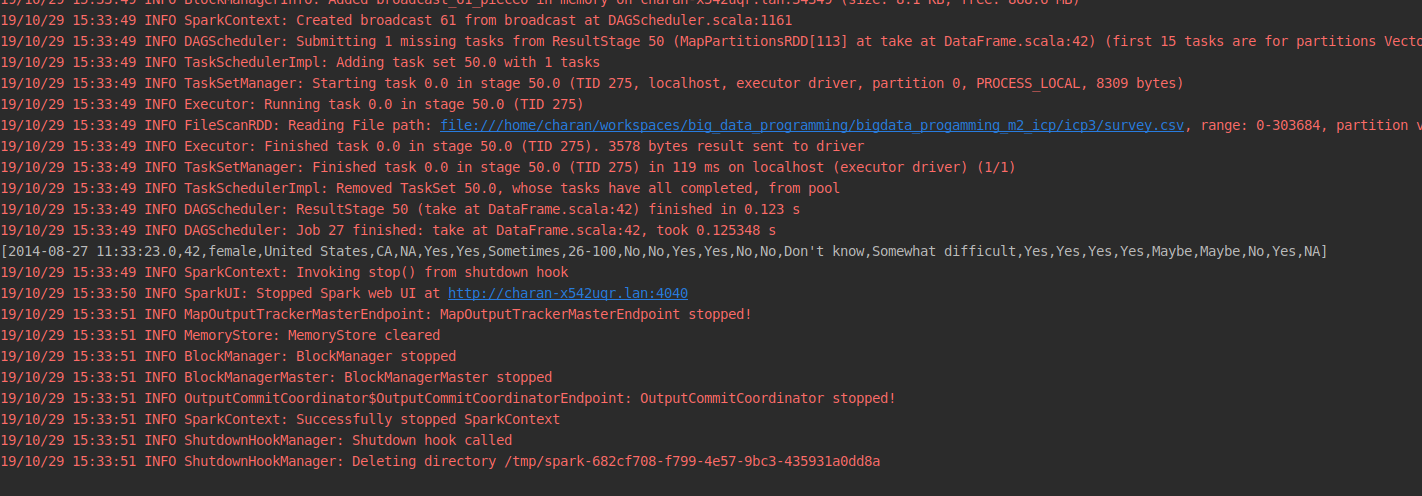 19/10/29 15:33:49 INFO BlockManagerInfo: Added broadcast_61_piece0 in memory on charan-x542uqr.lan:34549 (size: 8.1 KB, free: 868.6 MB)
19/10/29 15:33:49 INFO SparkContext: Created broadcast 61 from broadcast at DAGScheduler.scala:1161
19/10/29 15:33:49 INFO DAGScheduler: Submitting 1 missing tasks from ResultStage 50 (MapPartitionsRDD[113] at take at DataFrame.scala:42) (first 15 tasks are for partitions Vecto
19/10/29 15:33:49 INFO TaskSchedulerImpl: Adding task set 50.0 with 1 tasks
19/10/29 15:33:49 INFO TaskSetManager: Starting task 0.0 in stage 50.0 (TID 275, localhost, executor driver, partition 0, PROCESS_LOCAL, 8309 bytes)
19/10/29 15:33:49 INFO Executor: Running task 0.0 in stage 50.0 (TID 275)
19/10/29 15:33:49 INFO FileScanRDD: Reading File path: file:///home/charan/workspaces/big_data_programming/bigdata_progamming_m2_icp/icp3/survey.csv, range: 0-303684, partition v
19/10/29 15:33:49 INFO Executor: Finished task 0.0 in stage 50.0 (TID 275). 3578 bytes result sent to driver
19/10/29 15:33:49 INFO TaskSetManager: Finished task 0.0 in stage 50.0 (TID 275) in 119 ms on localhost (executor driver) (1/1)
19/10/29 15:33:49 INFO TaskSchedulerImpl: Removed TaskSet 50.0, whose tasks have all completed, from pool
19/10/29 15:33:49 INFO DAGScheduler: ResultStage 50 (take at DataFrame.scala:42) finished in 0.123 s
19/10/29 15:33:49 INFO DAGScheduler: Job 27 finished: take at DataFrame.scala:42, took 0.125348 s
[2014-08-27 11:33:23.0,42,female,United States,CA,NA,Yes,Yes,Sometimes,26-100,No,No,Yes,Yes,No,No,Don't know,Somewhat difficult,Yes,Yes,Yes,Yes,Maybe,Maybe,No,Yes,NA]
19/10/29 15:33:49 INFO SparkContext: Invoking stop() from shutdown hook
19/10/29 15:33:50 INFO SparkUI: Stopped Spark web UI at http://charan-x542uqr.lan:4040
19/10/29 15:33:51 INFO MapOutputTrackerMasterEndpoint: MapOutputTrackerMasterEndpoint stopped!
19/10/29 15:33:51 INFO MemoryStore: MemoryStore cleared
19/10/29 15:33:51 INFO BlockManager: BlockManager stopped
19/10/29 15:33:51 INFO BlockManagerMaster: BlockManagerMaster stopped
19/10/29 15:33:51 INFO OutputCommitCoordinator$OutputCommitCoordinatorEndpoint: OutputCommitCoordinator stopped!
19/10/29 15:33:51 INFO SparkContext: Successfully stopped SparkContext
19/10/29 15:33:51 INFO ShutdownHookManager: Shutdown hook called
19/10/29 15:33:51 INFO ShutdownHookManager: Deleting directory /tmp/spark-682cf708-f799-4e57-9bc3-435931a0dd8a